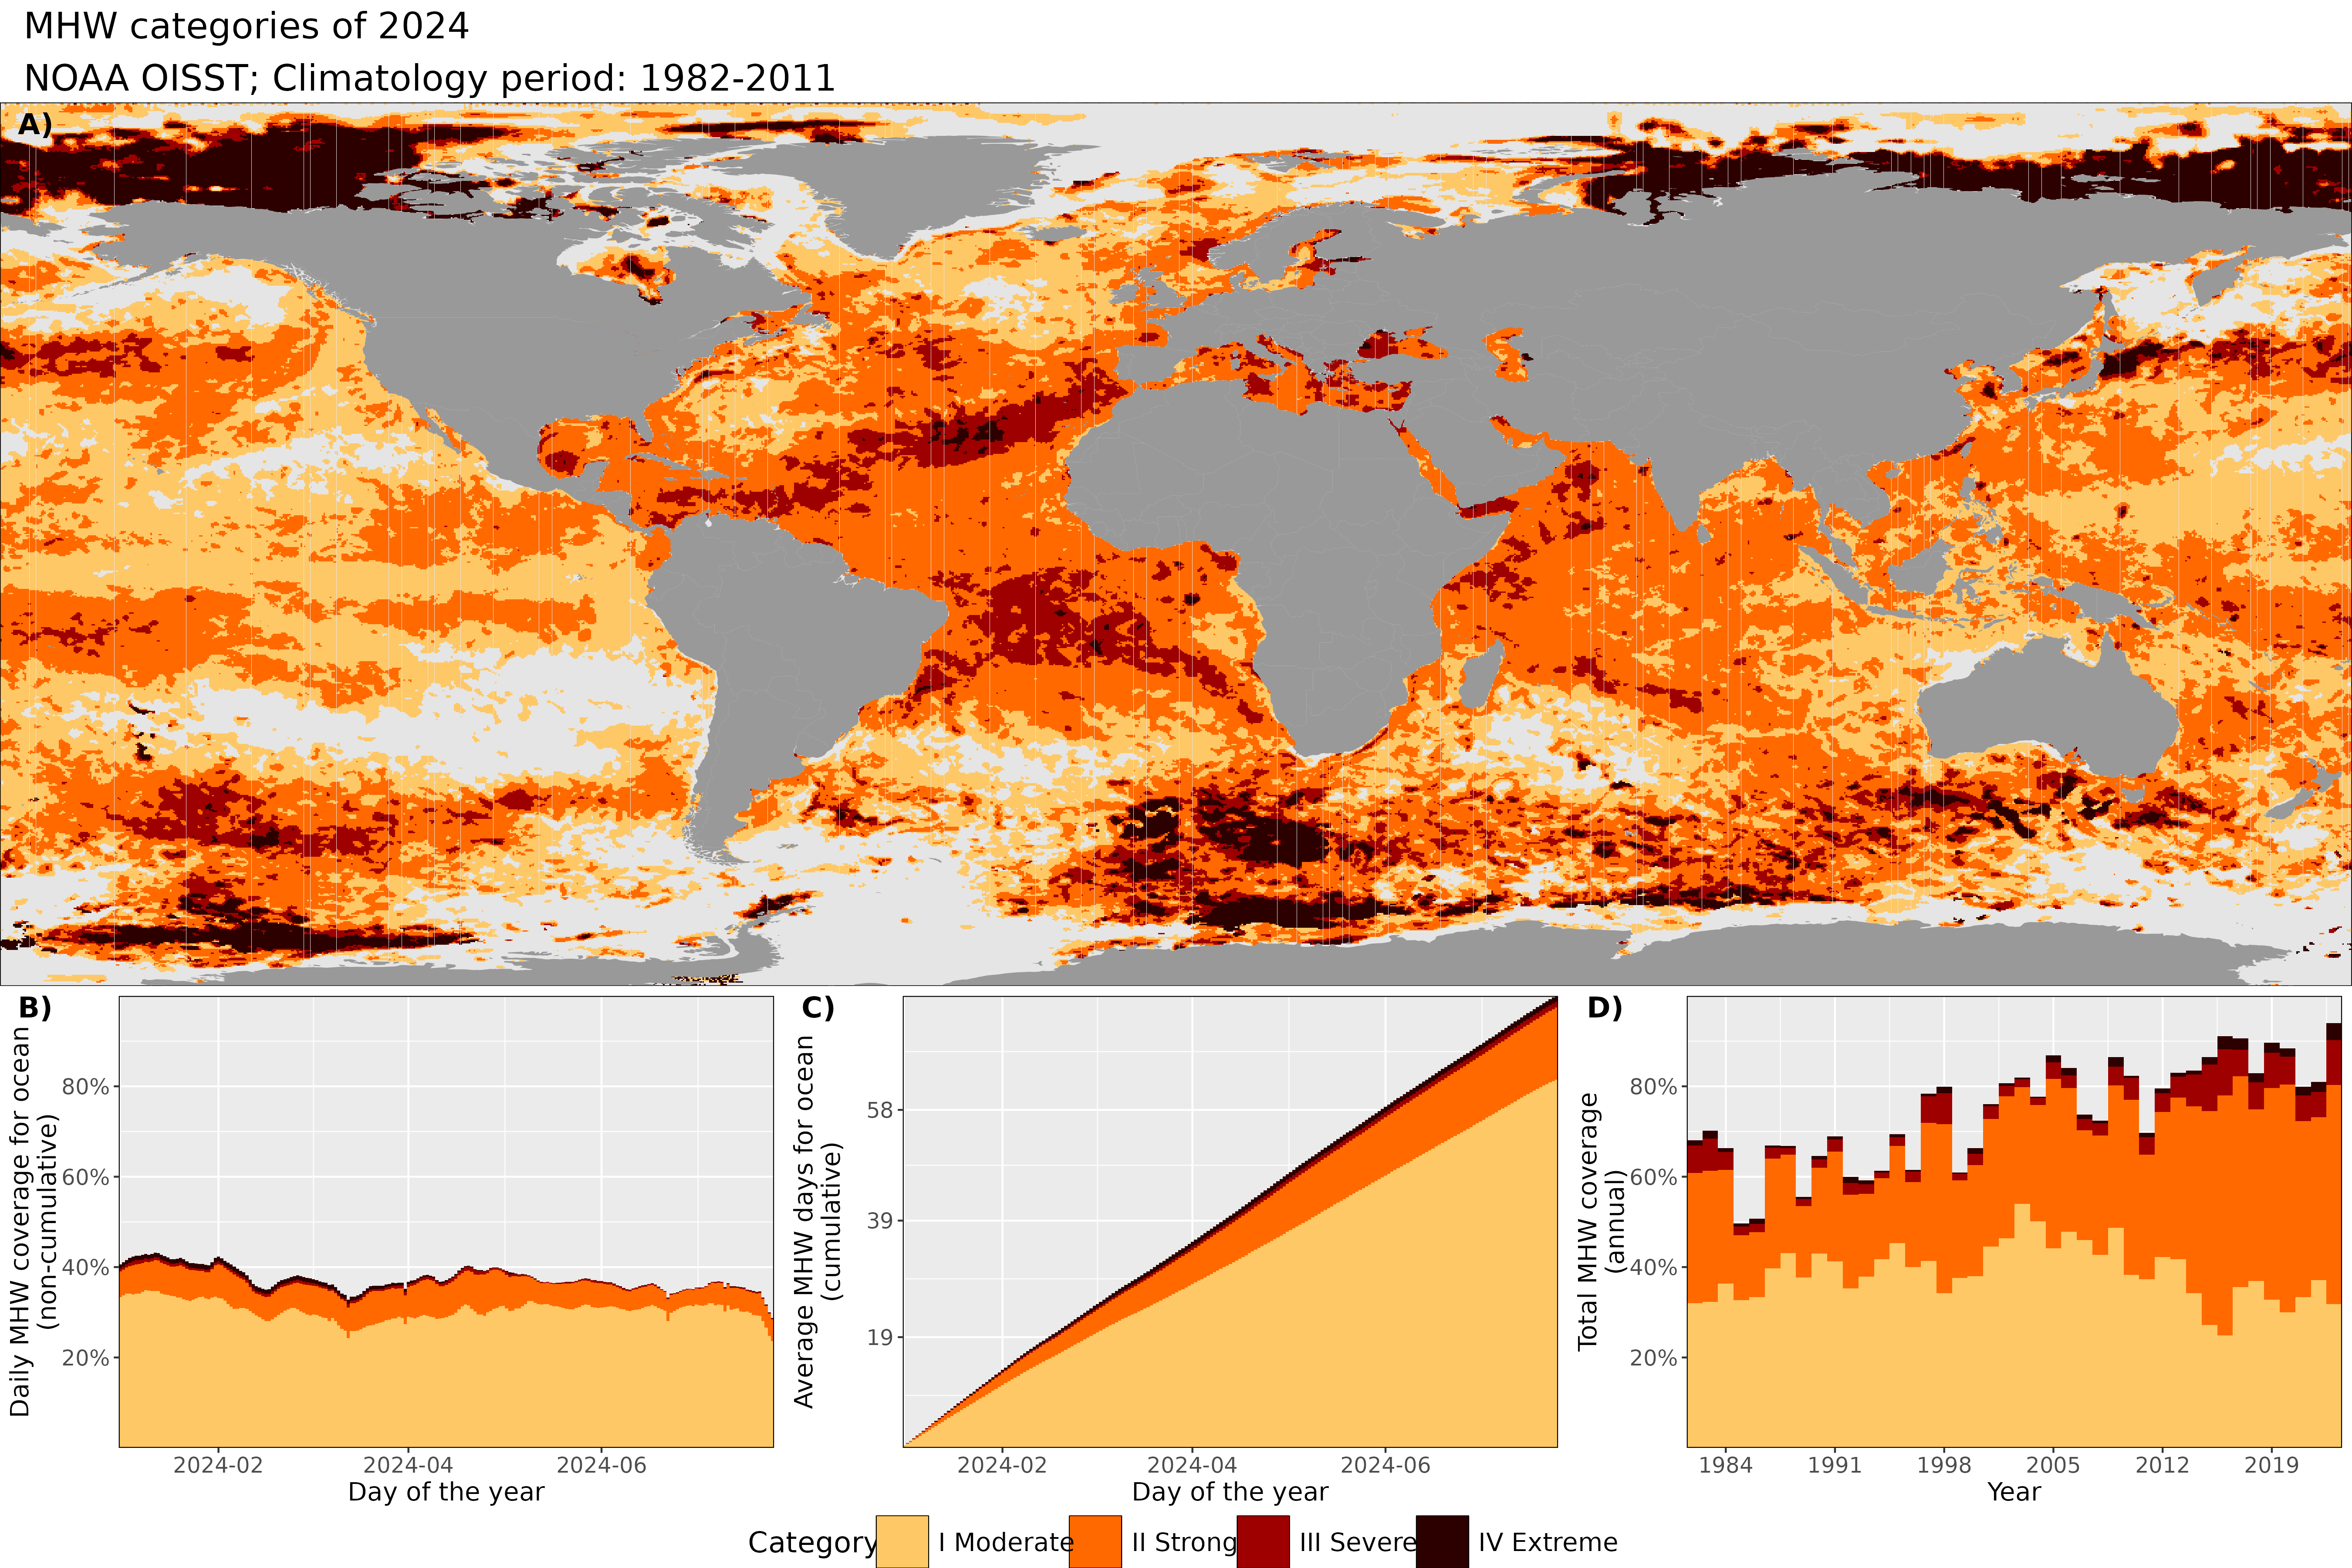 MHW categories of 2024
NOAA OISST; Climatology period: 1982-2011
A)
B)
Daily MHW coverage for ocean
(non-cumulative)
80%
60%
40%
20%
2024-02
2024-04
2024-06
Day of the year
C)
Average MHW days for ocean
(cumulative)
58
39
19
2024-02
2024-04
2024-06
Day of the year
D)
Total MHW coverage
(annual)
80%
60%
40%
20%
1984
1991
1998
2005
2012
2019
Year
Category
I Moderate
II Strong
III Severe
IV Extreme